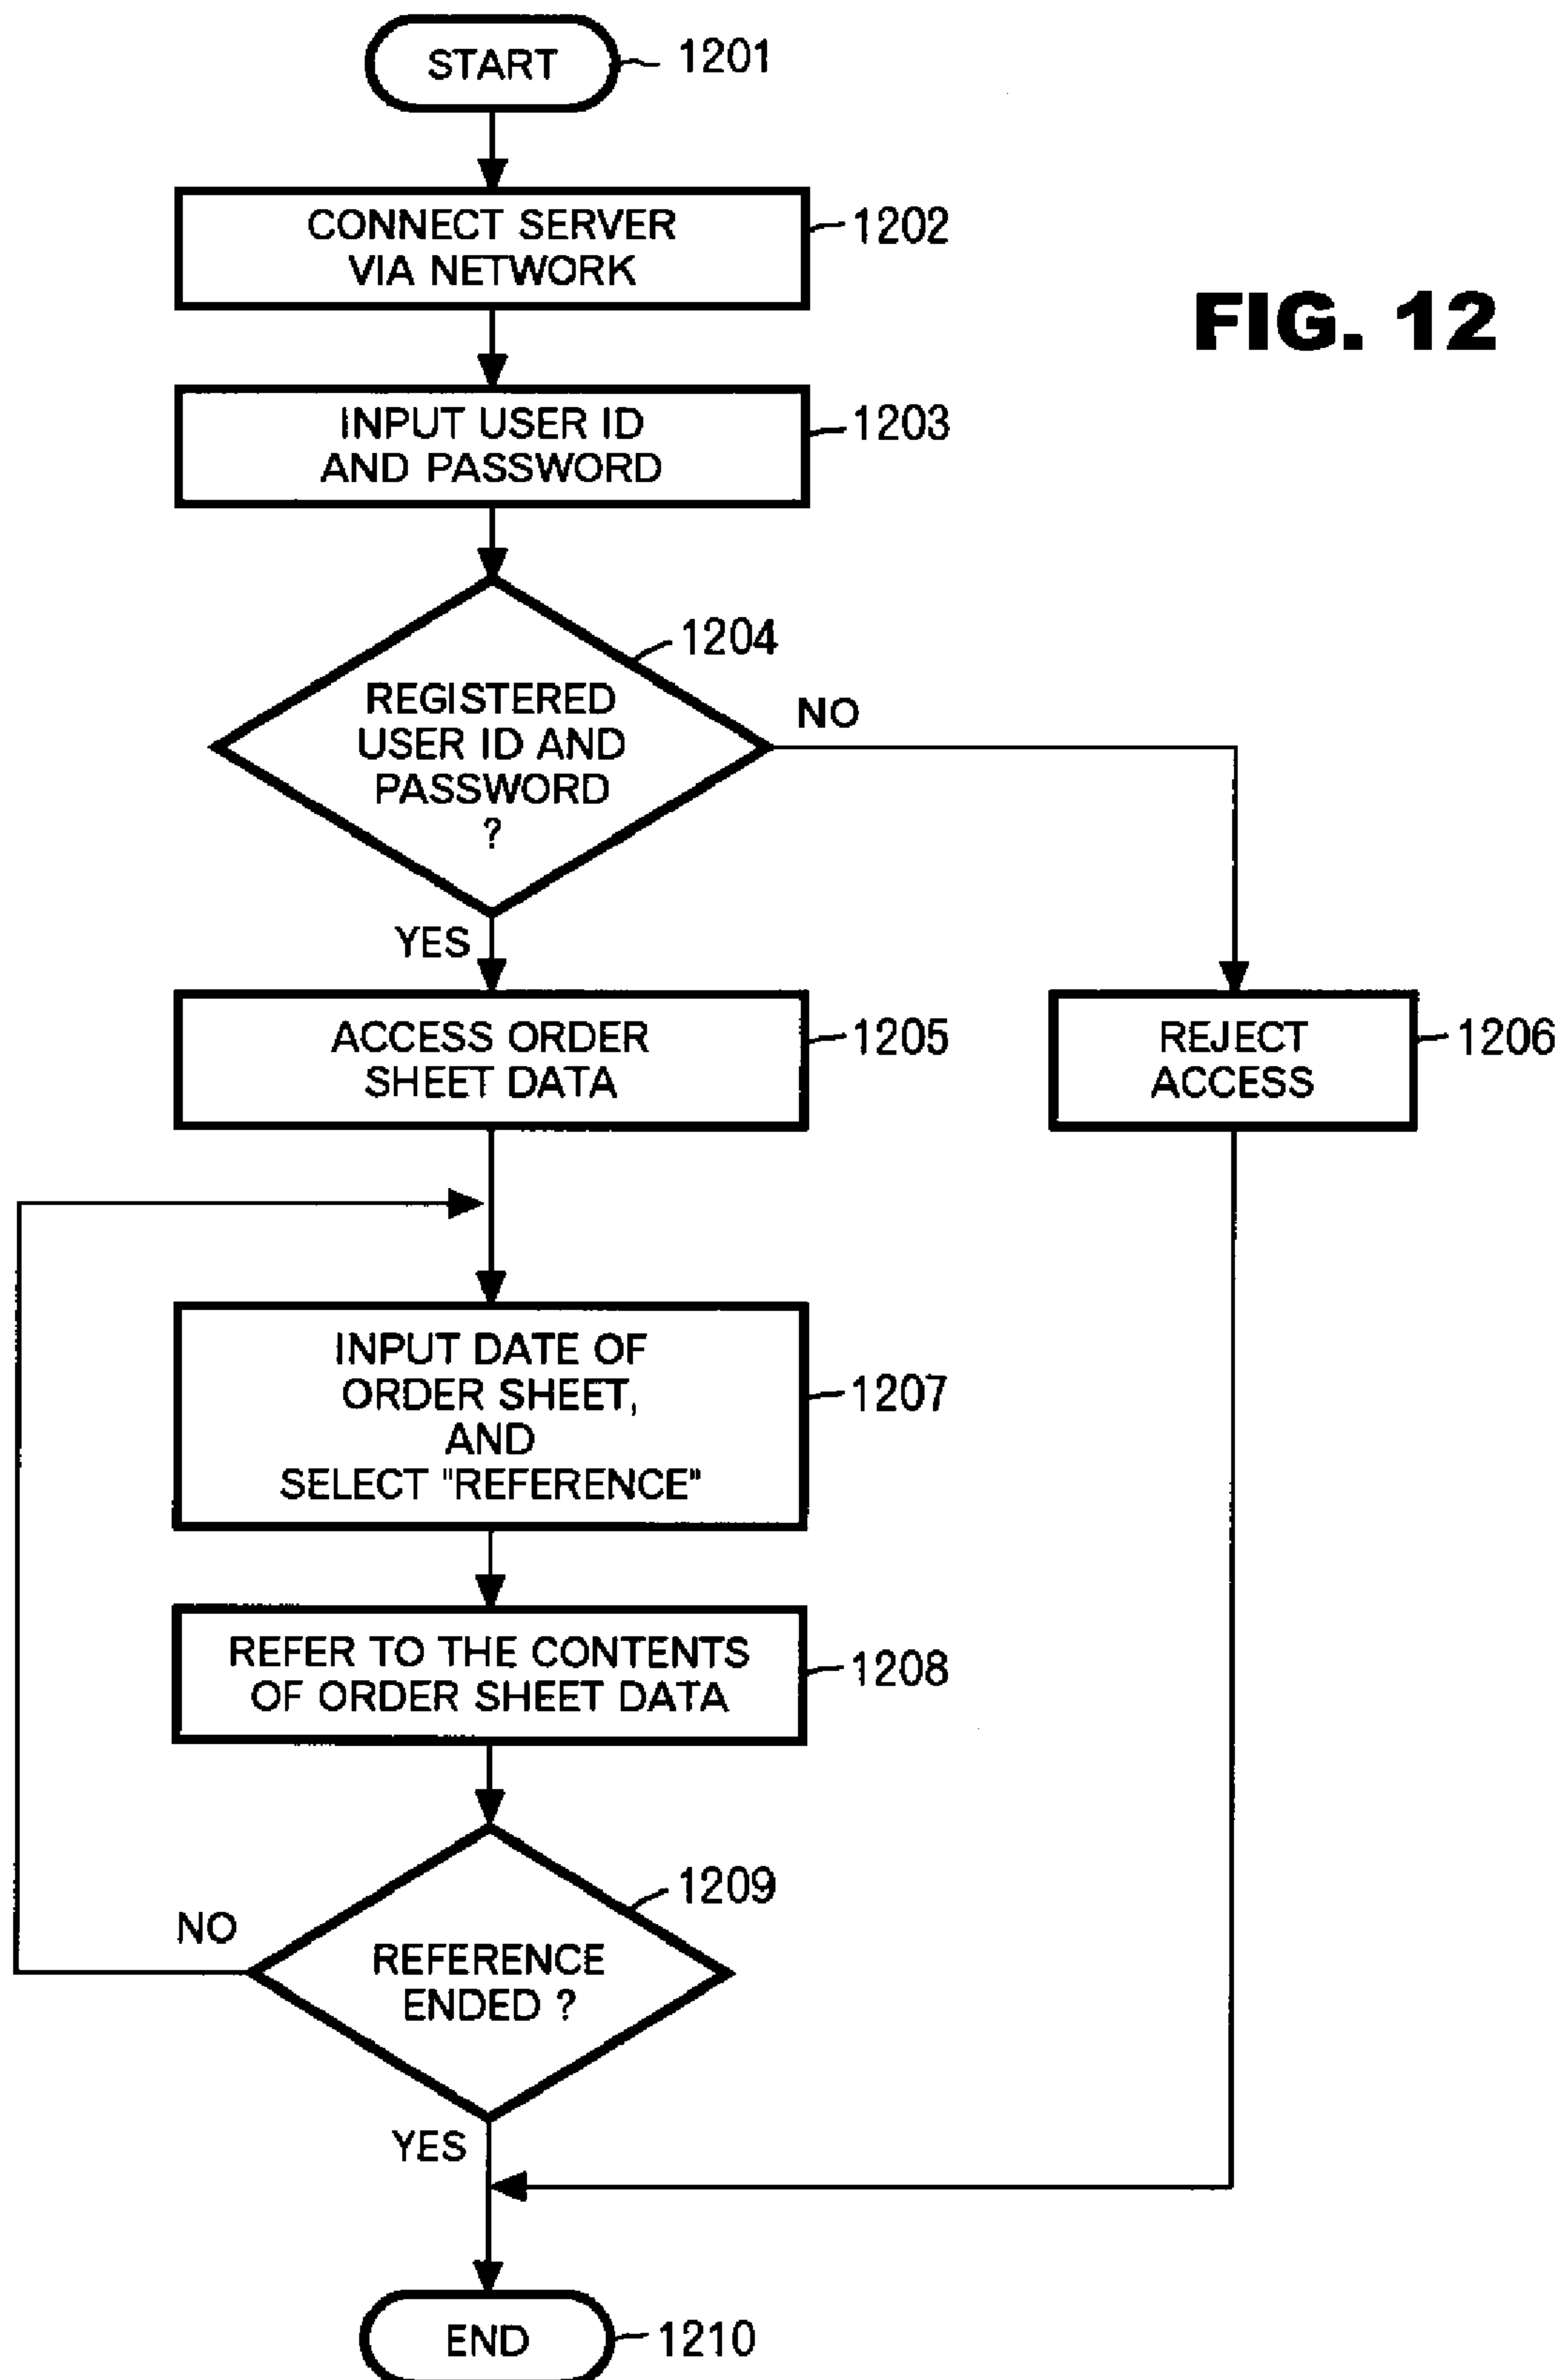 START
1201
CONNECT SERVER
VIA NETWORK
1202
FIG. 12
INPUT USER ID
AND PASSWORD
1203
1204
REGISTERED
USER ID AND
PASSWORD
?
NO
YES
ACCESS ORDER
SHEET DATA
1205
REJECT
ACCESS
1206
INPUT DATE OF
ORDER SHEET,
AND
SELECT "REFERENCE"
1207
REFER TO THE CONTENTS
OF ORDER SHEET DATA
1208
1209
NO
REFERENCE
ENDED ?
YES
END
1210